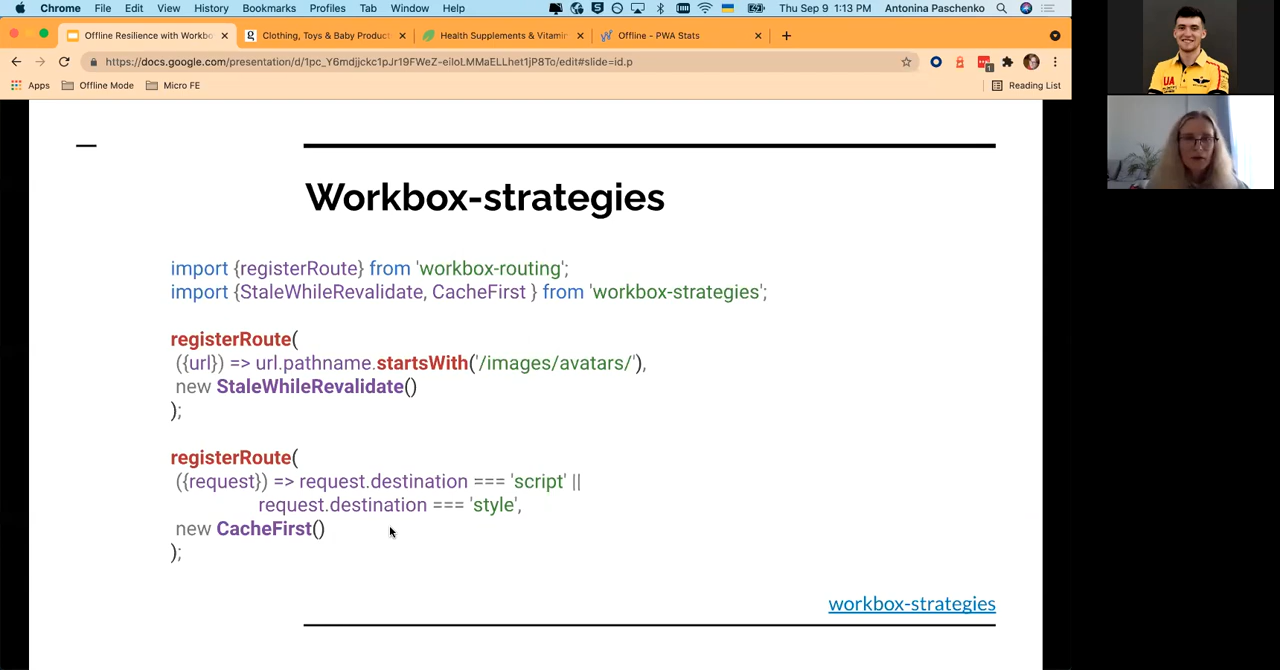 Chrome File Edit View History Bookmarks Profiles Tab Window Help Thu Sep 9 1:13 PM Antonina Paschenko
Offline Resilience with Workbo Clothing, Toys & Baby Product Health Supplements & Vitamin Offline - PWA Stats
https://docs.google.com/presentation/d/1pc_Y6mdjjckc1pJr19FWeZ-eiloLMMaELLhet1jP8To/edit#slide=id.p
Apps Offline Mode Micro FE Reading List
Workbox-strategies
import {registerRoute} from 'workbox-routing';
import {StaleWhileRevalidate, CacheFirst } from 'workbox-strategies';
registerRoute(
({url}) => url.pathname.startsWith('/images/avatars/'),
new StaleWhileRevalidate()
);
registerRoute(
({request}) => request.destination === 'script' ||
request.destination === 'style',
new CacheFirst()
);
workbox-strategies
UA